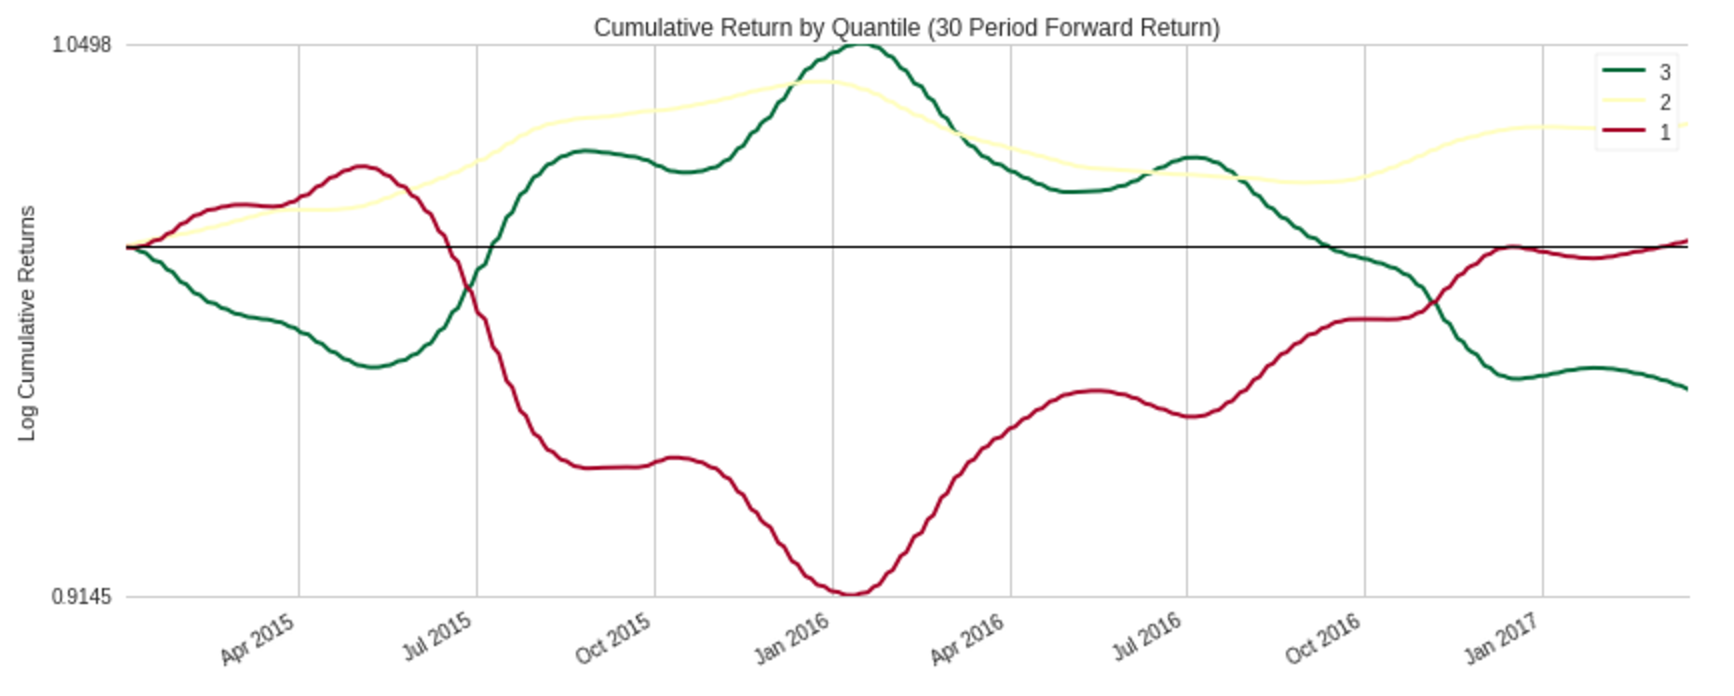 Cumulative Return by Quantile (30 Period Forward Return)
1.0498
3
2
1
Log Cumulative Returns
0.9145
Apr 2015
Jul 2015
Oct 2015
Jan 2016
Apr 2016
Jul 2016
Oct 2016
Jan 2017